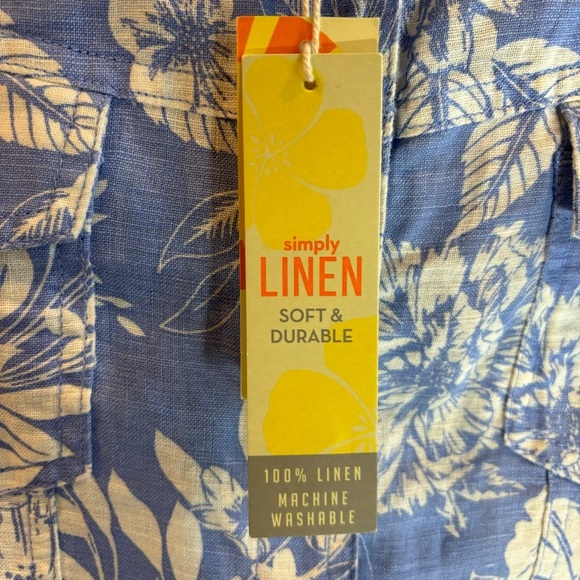 simply
LINEN
SOFT &
DURABLE
100% LINEN
MACHINE
WASHABLE